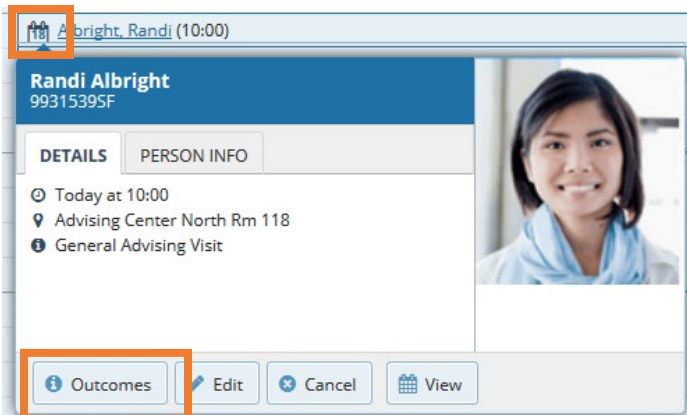 18 Albright, Randi (10:00)
Randi Albright
9931539SF
DETAILS PERSON INFO
Today at 10:00
Advising Center North Rm 118
General Advising Visit
Outcomes Edit Cancel View